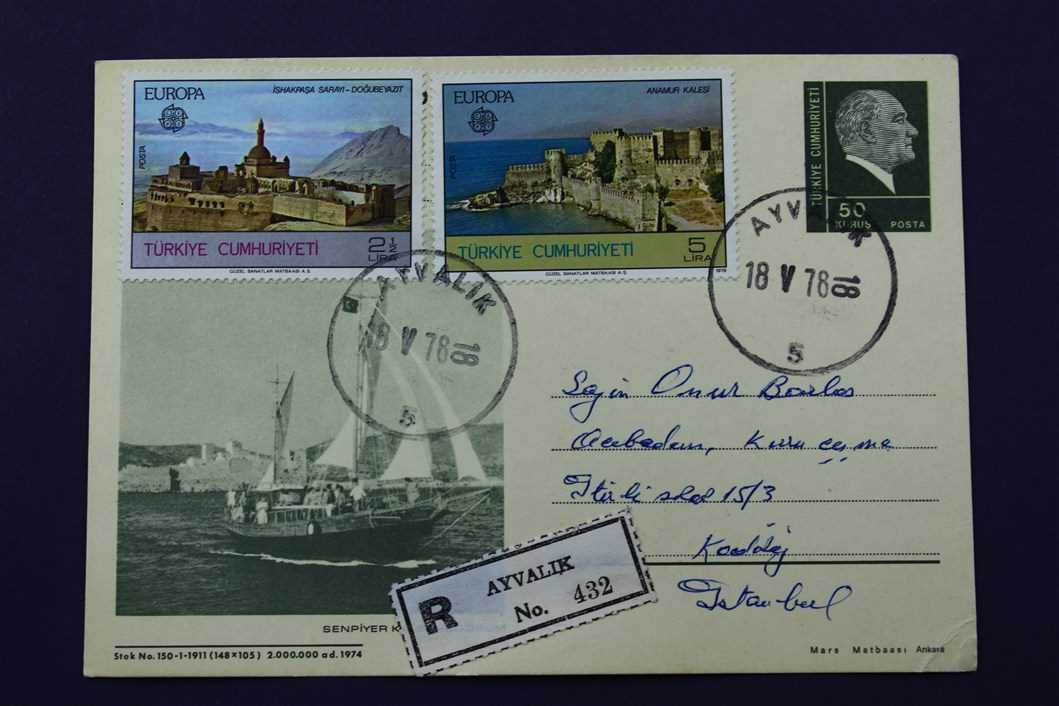 EUROPA
İSHAKPAŞA SARAYI-DOĞUBEYAZIT
POSTA
TÜRKİYE CUMHURİYETİ
2 1/2 LİRA
GÜZEL SANATLAR MATBAASI A.Ş.
EUROPA
ANAMUR KALESİ
POSTA
TÜRKİYE CUMHURİYETİ
5 LİRA
GÜZEL SANATLAR MATBAASI A.Ş.
1978
TÜRKİYE CUMHURİYETİ
50
KURUŞ POSTA
AYVALIK
18 V 78 18
5
AYVALIK
18 V 78 18
5
Sayın Onur
Acıbadem, Kuru çeşme
15/3
Kadıköy
İstanbul
R AYVALIK
No. 432
SENPİYER K
Stok No. 150-1-1911 (148×105) 2.000.000 ad. 1974
Mars Matbaası Ankara